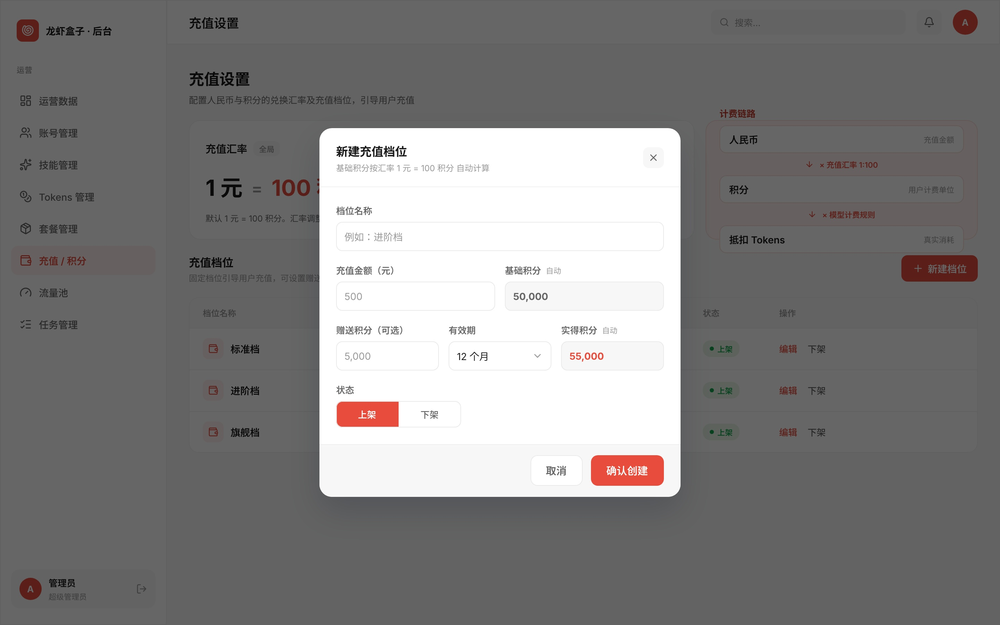 龙虾盒子 · 后台
运营
运营数据
账号管理
技能管理
Tokens 管理
套餐管理
充值 / 积分
流量池
任务管理
A
管理员
超级管理员
充值设置
搜索...
A
充值设置
配置人民币与积分的兑换汇率及充值档位，引导用户充值
充值汇率 全局
1 元 = 100
默认 1 元 = 100 积分。汇率调整
计费链路
人民币 充值金额
↓ × 充值汇率 1:100
积分 用户计费单位
↓ × 模型计费规则
抵扣 Tokens 真实消耗
充值档位
固定档位引导用户充值，可设置赠送
+ 新建档位
档位名称 状态 操作
标准档 上架 编辑 下架
进阶档 上架 编辑 下架
旗舰档 上架 编辑 下架
新建充值档位
基础积分按汇率 1 元 = 100 积分 自动计算
档位名称
例如：进阶档
充值金额（元） 基础积分 自动
500 50,000
赠送积分（可选） 有效期 实得积分 自动
5,000 12 个月 55,000
状态
上架 下架
取消 确认创建